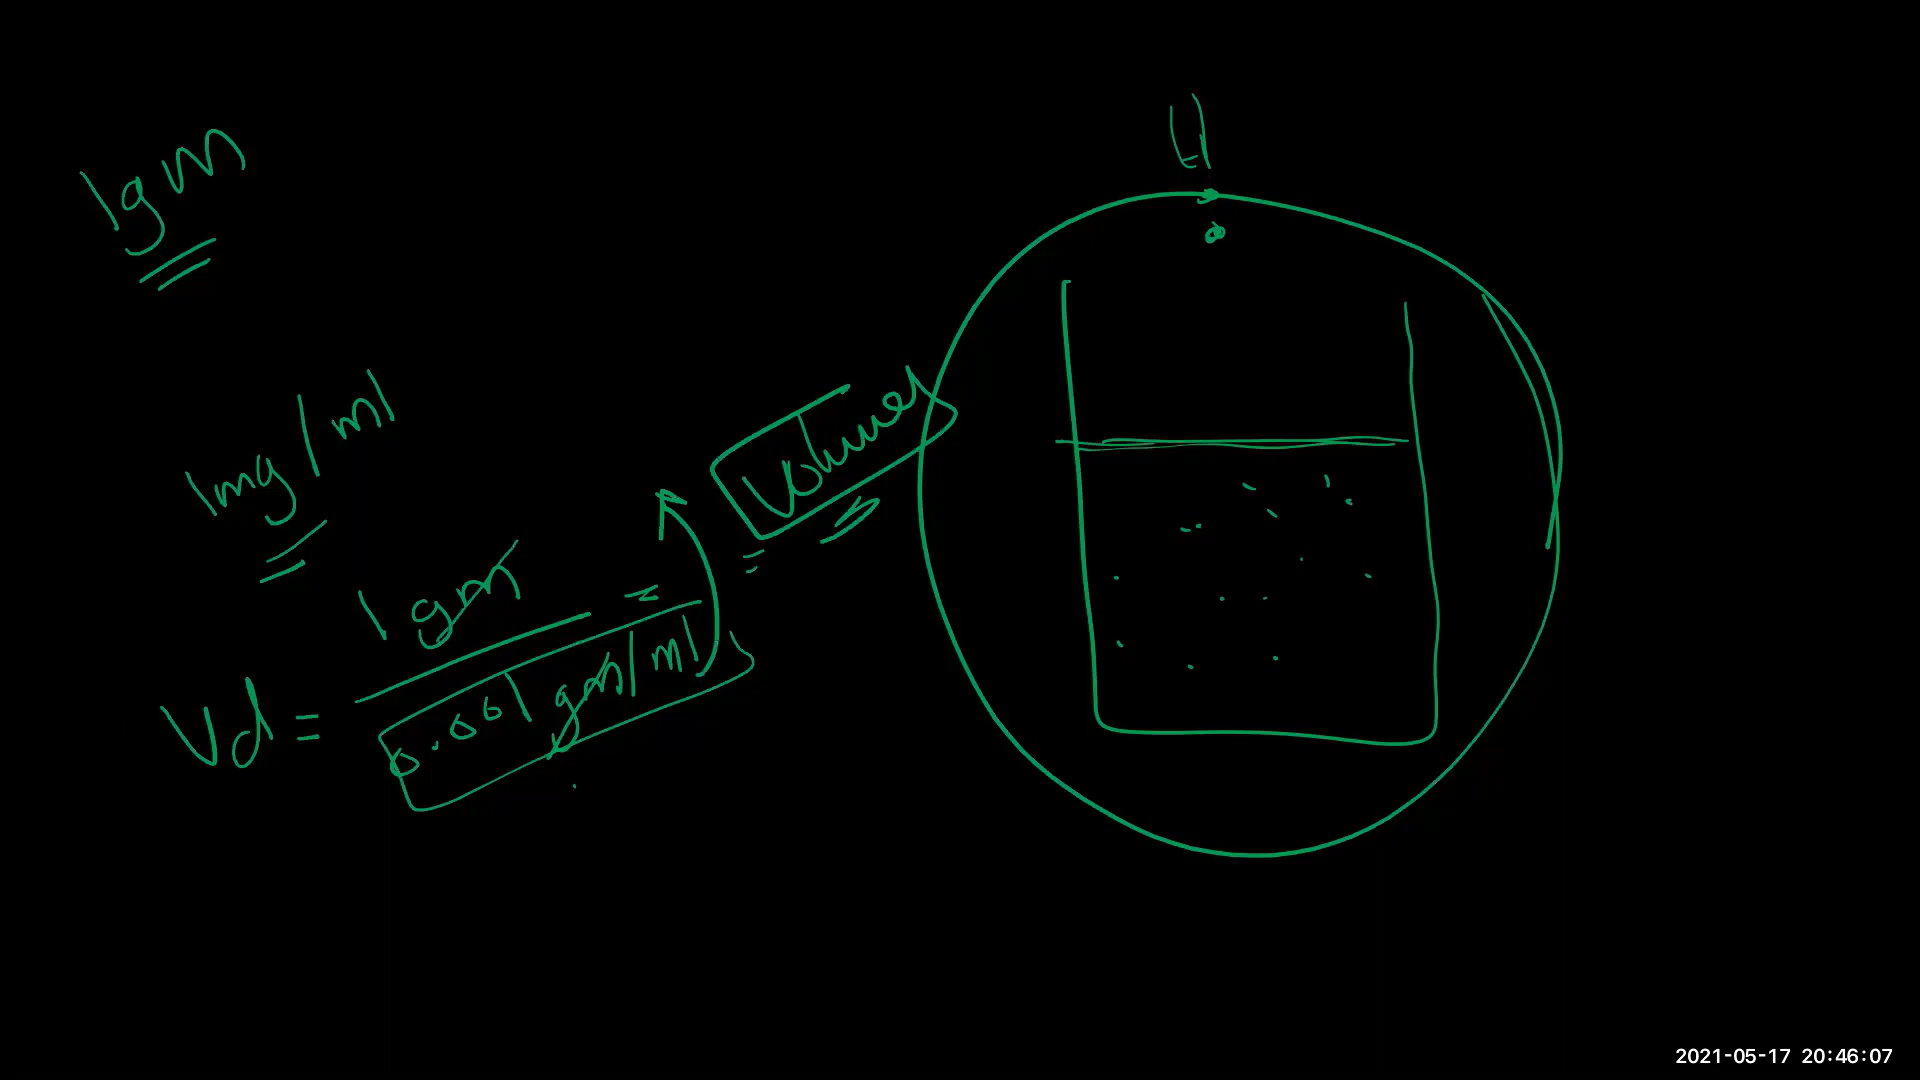 1gm
1mg/ml
Vd = 1 gm = Volume
0.001 gm/ml
2021-05-17 20:46:07